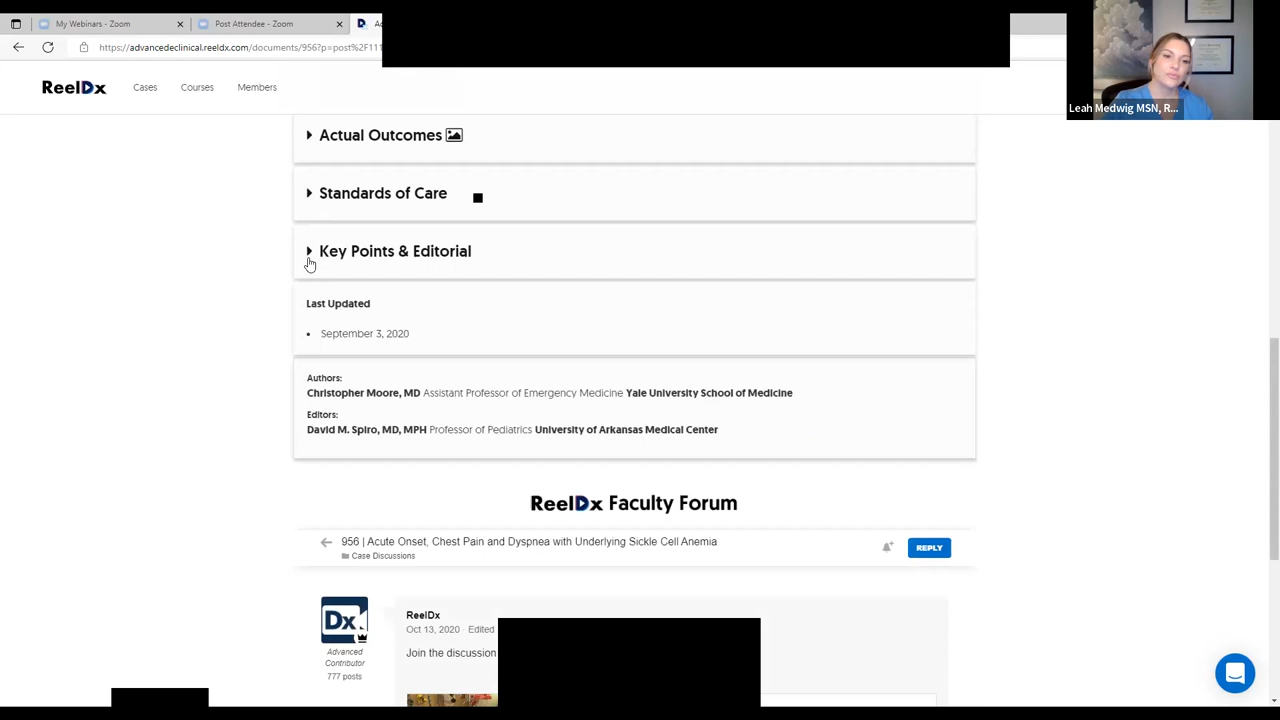 My Webinars - Zoom
Post Attendee - Zoom
https://advancedeclinical.reeldx.com/documents/956?p=post%2F111
Leah Medwig MSN, R...
ReelDx
Cases
Courses
Members
Actual Outcomes
Standards of Care
Key Points & Editorial
Last Updated
• September 3, 2020
Authors:
Christopher Moore, MD Assistant Professor of Emergency Medicine Yale University School of Medicine
Editors:
David M. Spiro, MD, MPH Professor of Pediatrics University of Arkansas Medical Center
ReelDx Faculty Forum
956 | Acute Onset, Chest Pain and Dyspnea with Underlying Sickle Cell Anemia
REPLY
Case Discussions
Dx
ReelDx
Oct 13, 2020 · Edited
Join the discussion
Advanced
Contributor
777 posts